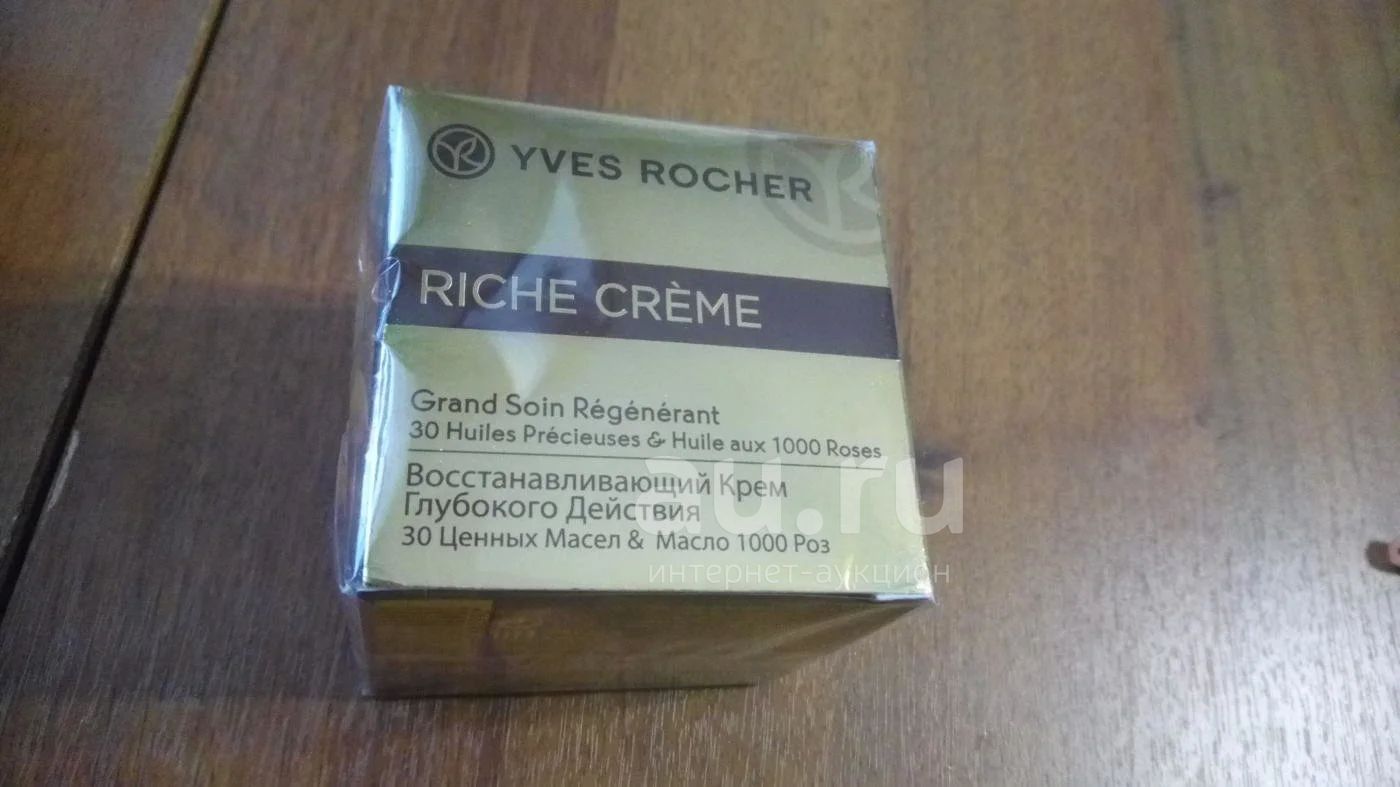 YVES ROCHER
RICHE CRÈME
Grand Soin Régénérant
30 Huiles Précieuses & Huile aux 1000 Roses
Восстанавливающий Крем
Глубокого Действия
30 Ценных Масел & Масло 1000 Роз
au.ru
интернет-аукцион